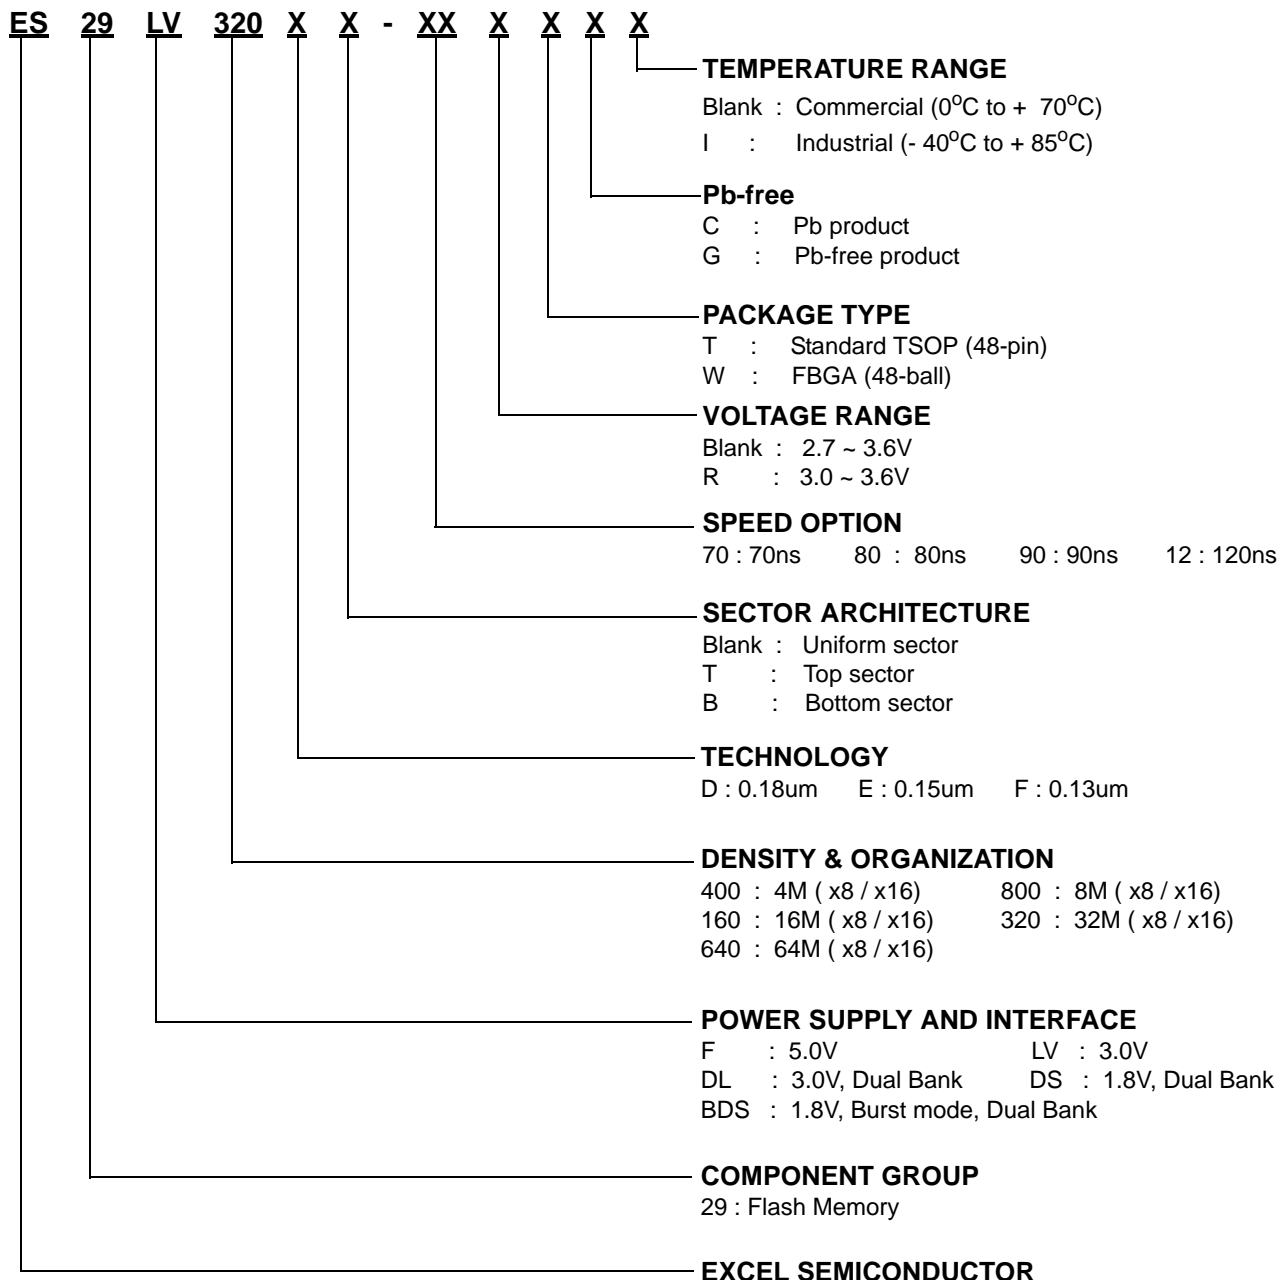 ES 29 LV 320 X X - XX X X X X
TEMPERATURE RANGE
Blank : Commercial (0°C to + 70°C)
I : Industrial (- 40°C to + 85°C)
Pb-free
C : Pb product
G : Pb-free product
PACKAGE TYPE
T : Standard TSOP (48-pin)
W : FBGA (48-ball)
VOLTAGE RANGE
Blank : 2.7 ~ 3.6V
R : 3.0 ~ 3.6V
SPEED OPTION
70 : 70ns 80 : 80ns 90 : 90ns 12 : 120ns
SECTOR ARCHITECTURE
Blank : Uniform sector
T : Top sector
B : Bottom sector
TECHNOLOGY
D : 0.18um E : 0.15um F : 0.13um
DENSITY & ORGANIZATION
400 : 4M ( x8 / x16) 800 : 8M ( x8 / x16)
160 : 16M ( x8 / x16) 320 : 32M ( x8 / x16)
640 : 64M ( x8 / x16)
POWER SUPPLY AND INTERFACE
F : 5.0V LV : 3.0V
DL : 3.0V, Dual Bank DS : 1.8V, Dual Bank
BDS : 1.8V, Burst mode, Dual Bank
COMPONENT GROUP
29 : Flash Memory
EXCEL SEMICONDUCTOR